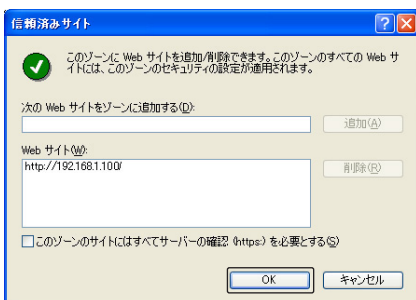 信頼済みサイト
このゾーンに Web サイトを追加/削除できます。このゾーンのすべての Web サ
イトには、このゾーンのセキュリティの設定が適用されます。
次の Web サイトをゾーンに追加する(D):
追加(A)
Web サイト(W):
http://192.168.1.100/
削除(R)
このゾーンのサイトにはすべてサーバーの確認 (https:) を必要とする(S)
OK
キャンセル